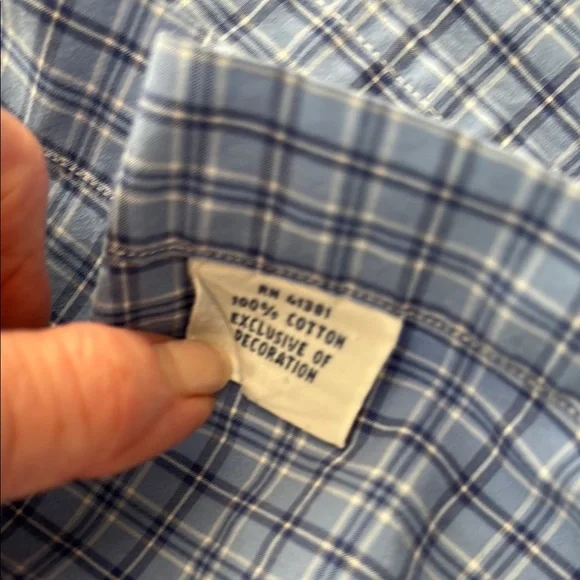 RN 41381
100% COTTON
EXCLUSIVE OF
DECORATION